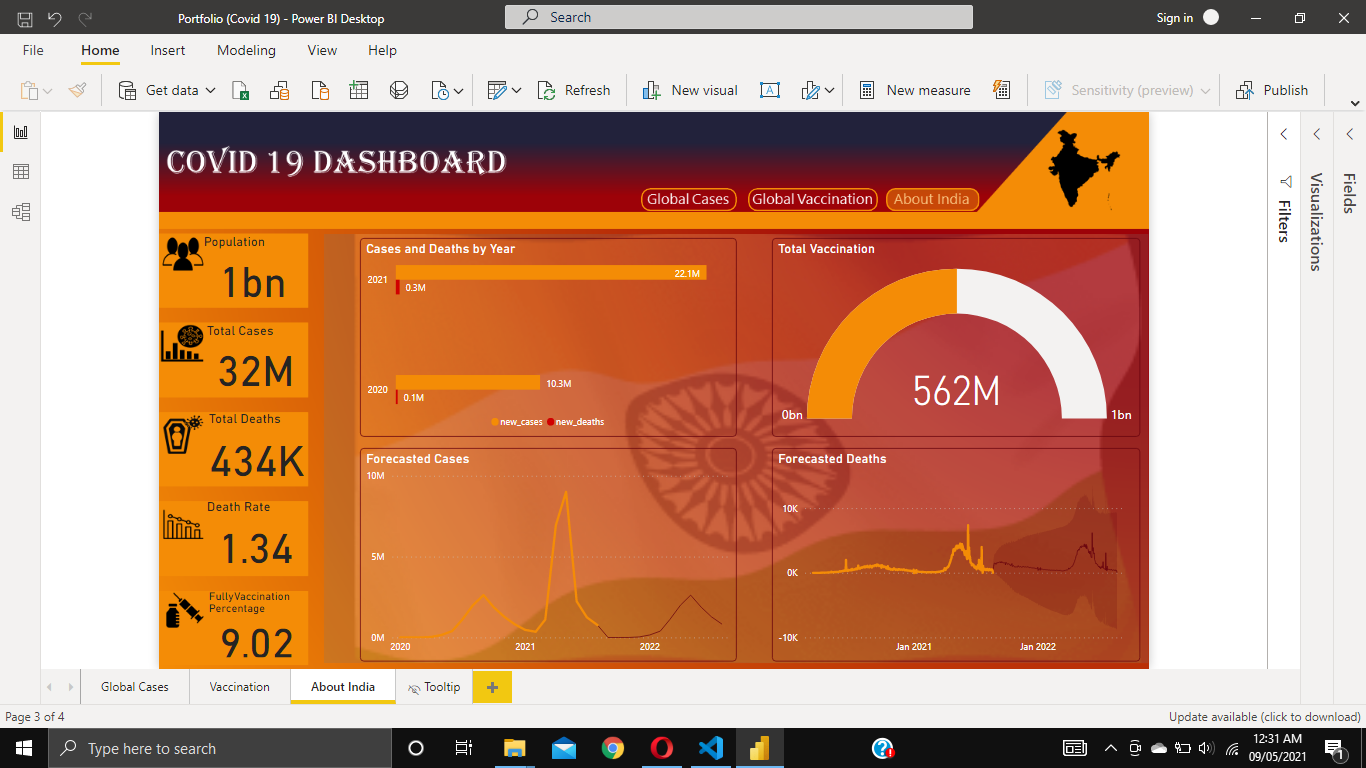 Portfolio (Covid 19) - Power BI Desktop
Search
Sign in
File Home Insert Modeling View Help
Get data
Refresh
New visual
New measure
Sensitivity (preview)
Publish
COVID 19 DASHBOARD
Global Cases
Global Vaccination
About India
Filters
Visualizations
Fields
Population
1bn
Total Cases
32M
Total Deaths
434K
Death Rate
1.34
FullyVaccination
Percentage
9.02
Cases and Deaths by Year
2021
22.1M
0.3M
2020
10.3M
0.1M
new_cases new_deaths
Total Vaccination
562M
0bn
1bn
Forecasted Cases
10M
5M
0M
2020 2021 2022
Forecasted Deaths
10K
0K
-10K
Jan 2021 Jan 2022
Global Cases
Vaccination
About India
Tooltip
+
Page 3 of 4
Update available (click to download)
Type here to search
12:31 AM
09/05/2021
1